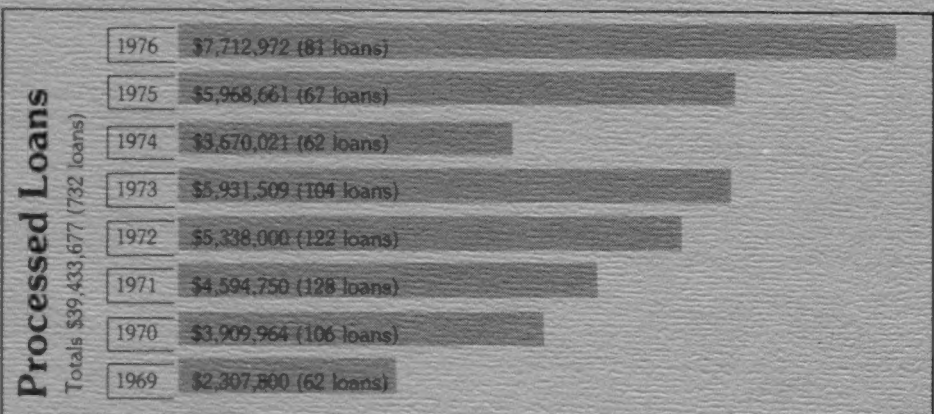 Processed Loans
Totals $39,433,677 (732 loans)
1976 $7,712,972 (81 loans)
1975 $5,968,661 (67 loans)
1974 $3,670,021 (62 loans)
1973 $5,931,509 (104 loans)
1972 $5,338,000 (122 loans)
1971 $4,594,750 (128 loans)
1970 $3,909,964 (106 loans)
1969 $2,307,800 (62 loans)